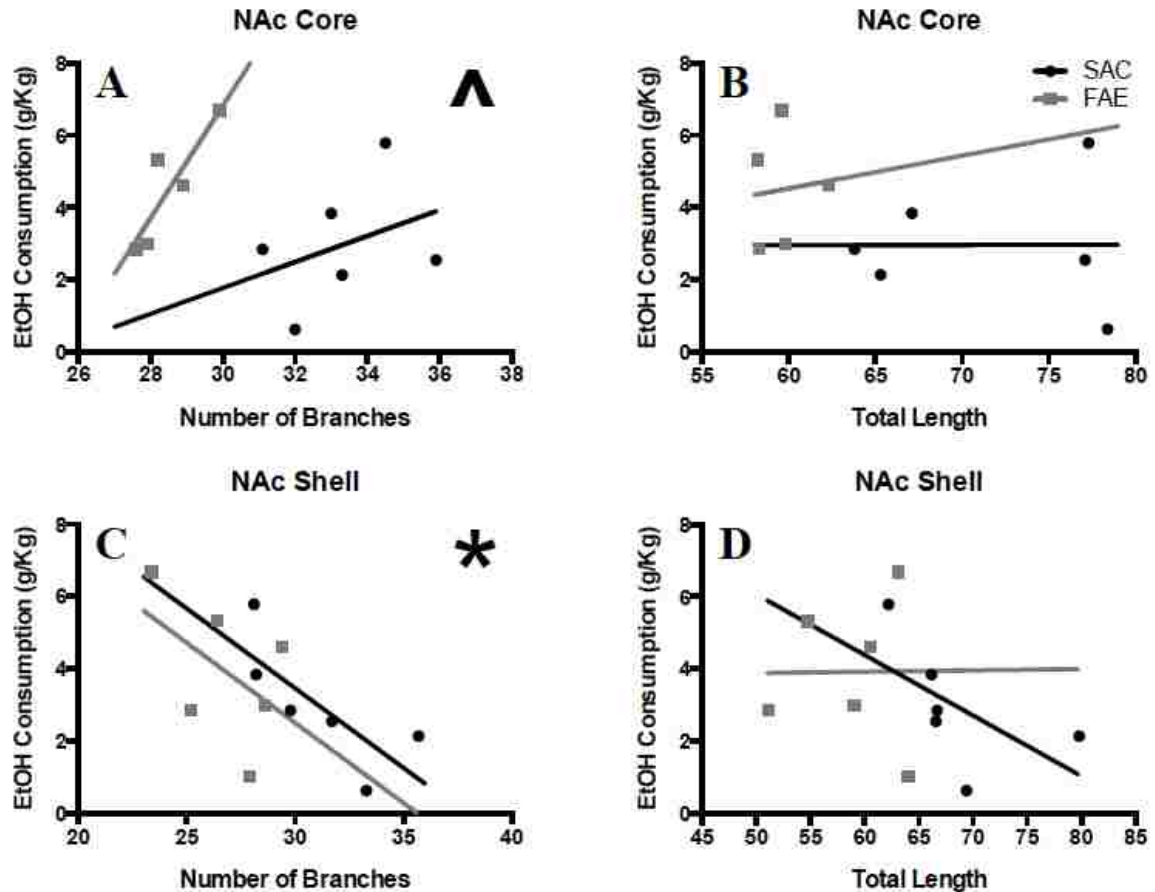 NAc Core
EtOH Consumption (g/Kg)
8
6
4
2
0
A
^
26 28 30 32 34 36 38
Number of Branches
NAc Core
EtOH Consumption (g/Kg)
8
6
4
2
0
B
SAC
FAE
55 60 65 70 75 80
Total Length
NAc Shell
EtOH Consumption (g/Kg)
8
6
4
2
0
C
*
20 25 30 35 40
Number of Branches
NAc Shell
EtOH Consumption (g/Kg)
8
6
4
2
0
D
45 50 55 60 65 70 75 80 85
Total Length